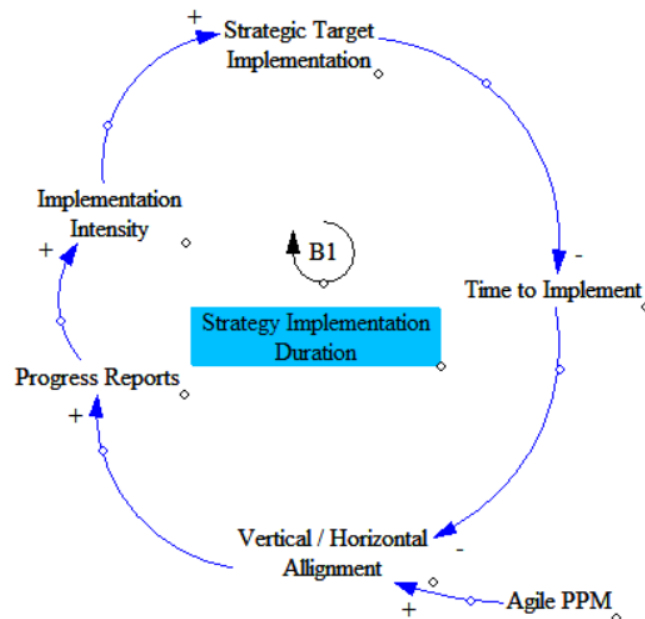 +
Strategic Target
Implementation
Implementation
Intensity
+
B1
-
Time to Implement
Strategy Implementation
Duration
Progress Reports
+
Vertical / Horizontal
Allignment
-
+
Agile PPM